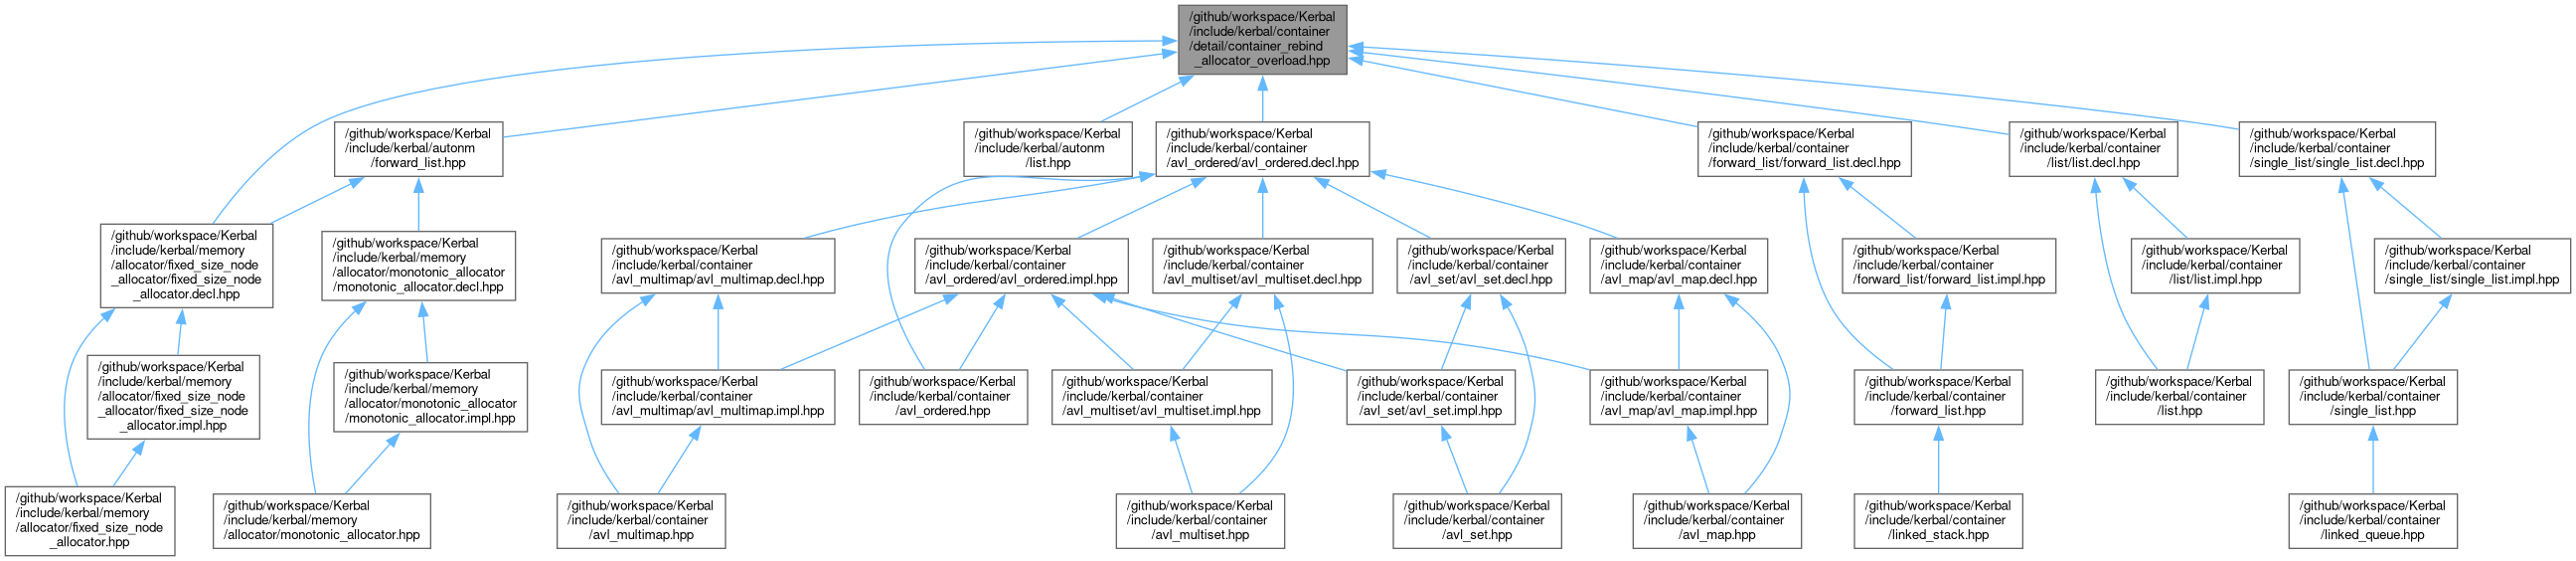 /github/workspace/Kerbal
/include/kerbal/container
/detail/container_rebind
_allocator_overload.hpp
/github/workspace/Kerbal
/include/kerbal/autonm
/forward_list.hpp
/github/workspace/Kerbal
/include/kerbal/autonm
/list.hpp
/github/workspace/Kerbal
/include/kerbal/container
/avl_ordered/avl_ordered.decl.hpp
/github/workspace/Kerbal
/include/kerbal/container
/forward_list/forward_list.decl.hpp
/github/workspace/Kerbal
/include/kerbal/container
/list/list.decl.hpp
/github/workspace/Kerbal
/include/kerbal/container
/single_list/single_list.decl.hpp
/github/workspace/Kerbal
/include/kerbal/memory
/allocator/fixed_size_node
_allocator/fixed_size_node
_allocator.decl.hpp
/github/workspace/Kerbal
/include/kerbal/memory
/allocator/monotonic_allocator
/monotonic_allocator.decl.hpp
/github/workspace/Kerbal
/include/kerbal/container
/avl_multimap/avl_multimap.decl.hpp
/github/workspace/Kerbal
/include/kerbal/container
/avl_ordered/avl_ordered.impl.hpp
/github/workspace/Kerbal
/include/kerbal/container
/avl_multiset/avl_multiset.decl.hpp
/github/workspace/Kerbal
/include/kerbal/container
/avl_set/avl_set.decl.hpp
/github/workspace/Kerbal
/include/kerbal/container
/avl_map/avl_map.decl.hpp
/github/workspace/Kerbal
/include/kerbal/container
/forward_list/forward_list.impl.hpp
/github/workspace/Kerbal
/include/kerbal/container
/list/list.impl.hpp
/github/workspace/Kerbal
/include/kerbal/container
/single_list/single_list.impl.hpp
/github/workspace/Kerbal
/include/kerbal/memory
/allocator/fixed_size_node
_allocator/fixed_size_node
_allocator.impl.hpp
/github/workspace/Kerbal
/include/kerbal/memory
/allocator/monotonic_allocator
/monotonic_allocator.impl.hpp
/github/workspace/Kerbal
/include/kerbal/container
/avl_multimap/avl_multimap.impl.hpp
/github/workspace/Kerbal
/include/kerbal/container
/avl_ordered.hpp
/github/workspace/Kerbal
/include/kerbal/container
/avl_multiset/avl_multiset.impl.hpp
/github/workspace/Kerbal
/include/kerbal/container
/avl_set/avl_set.impl.hpp
/github/workspace/Kerbal
/include/kerbal/container
/avl_map/avl_map.impl.hpp
/github/workspace/Kerbal
/include/kerbal/container
/forward_list.hpp
/github/workspace/Kerbal
/include/kerbal/container
/list.hpp
/github/workspace/Kerbal
/include/kerbal/container
/single_list.hpp
/github/workspace/Kerbal
/include/kerbal/memory
/allocator/fixed_size_node
_allocator.hpp
/github/workspace/Kerbal
/include/kerbal/memory
/allocator/monotonic_allocator.hpp
/github/workspace/Kerbal
/include/kerbal/container
/avl_multimap.hpp
/github/workspace/Kerbal
/include/kerbal/container
/avl_multiset.hpp
/github/workspace/Kerbal
/include/kerbal/container
/avl_set.hpp
/github/workspace/Kerbal
/include/kerbal/container
/avl_map.hpp
/github/workspace/Kerbal
/include/kerbal/container
/linked_stack.hpp
/github/workspace/Kerbal
/include/kerbal/container
/linked_queue.hpp